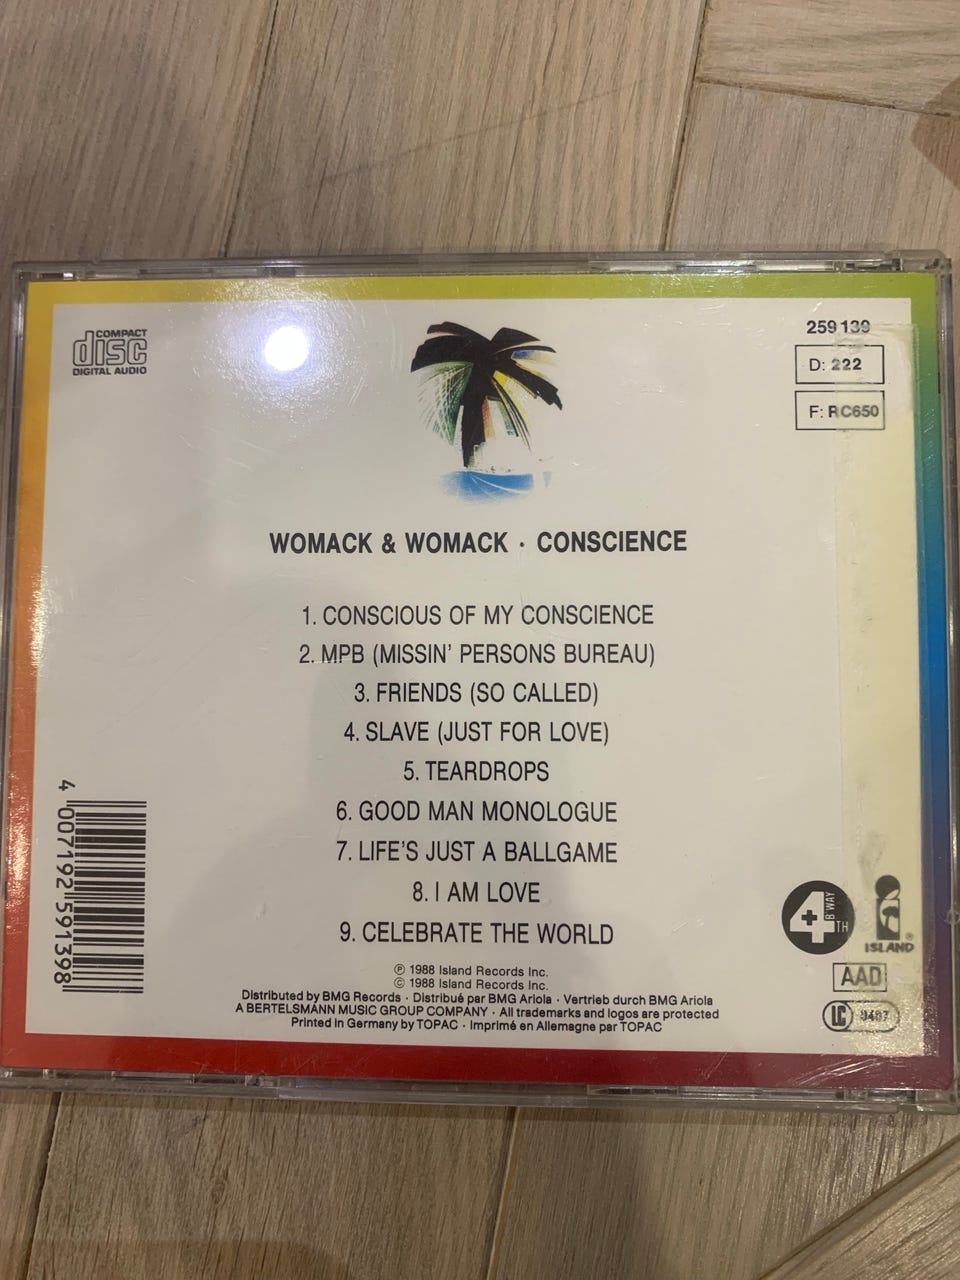 COMPACT
disc
DIGITAL AUDIO
259 139
D: 222
F: RC650
WOMACK & WOMACK · CONSCIENCE
1. CONSCIOUS OF MY CONSCIENCE
2. MPB (MISSIN' PERSONS BUREAU)
3. FRIENDS (SO CALLED)
4. SLAVE (JUST FOR LOVE)
5. TEARDROPS
6. GOOD MAN MONOLOGUE
7. LIFE'S JUST A BALLGAME
8. I AM LOVE
9. CELEBRATE THE WORLD
4 007192 591398
4TH B'WAY
ISLAND®
AAD
LC 0407
℗ 1988 Island Records Inc.
© 1988 Island Records Inc.
Distributed by BMG Records · Distribué par BMG Ariola · Vertrieb durch BMG Ariola
A BERTELSMANN MUSIC GROUP COMPANY · All trademarks and logos are protected
Printed in Germany by TOPAC · Imprimé en Allemagne par TOPAC